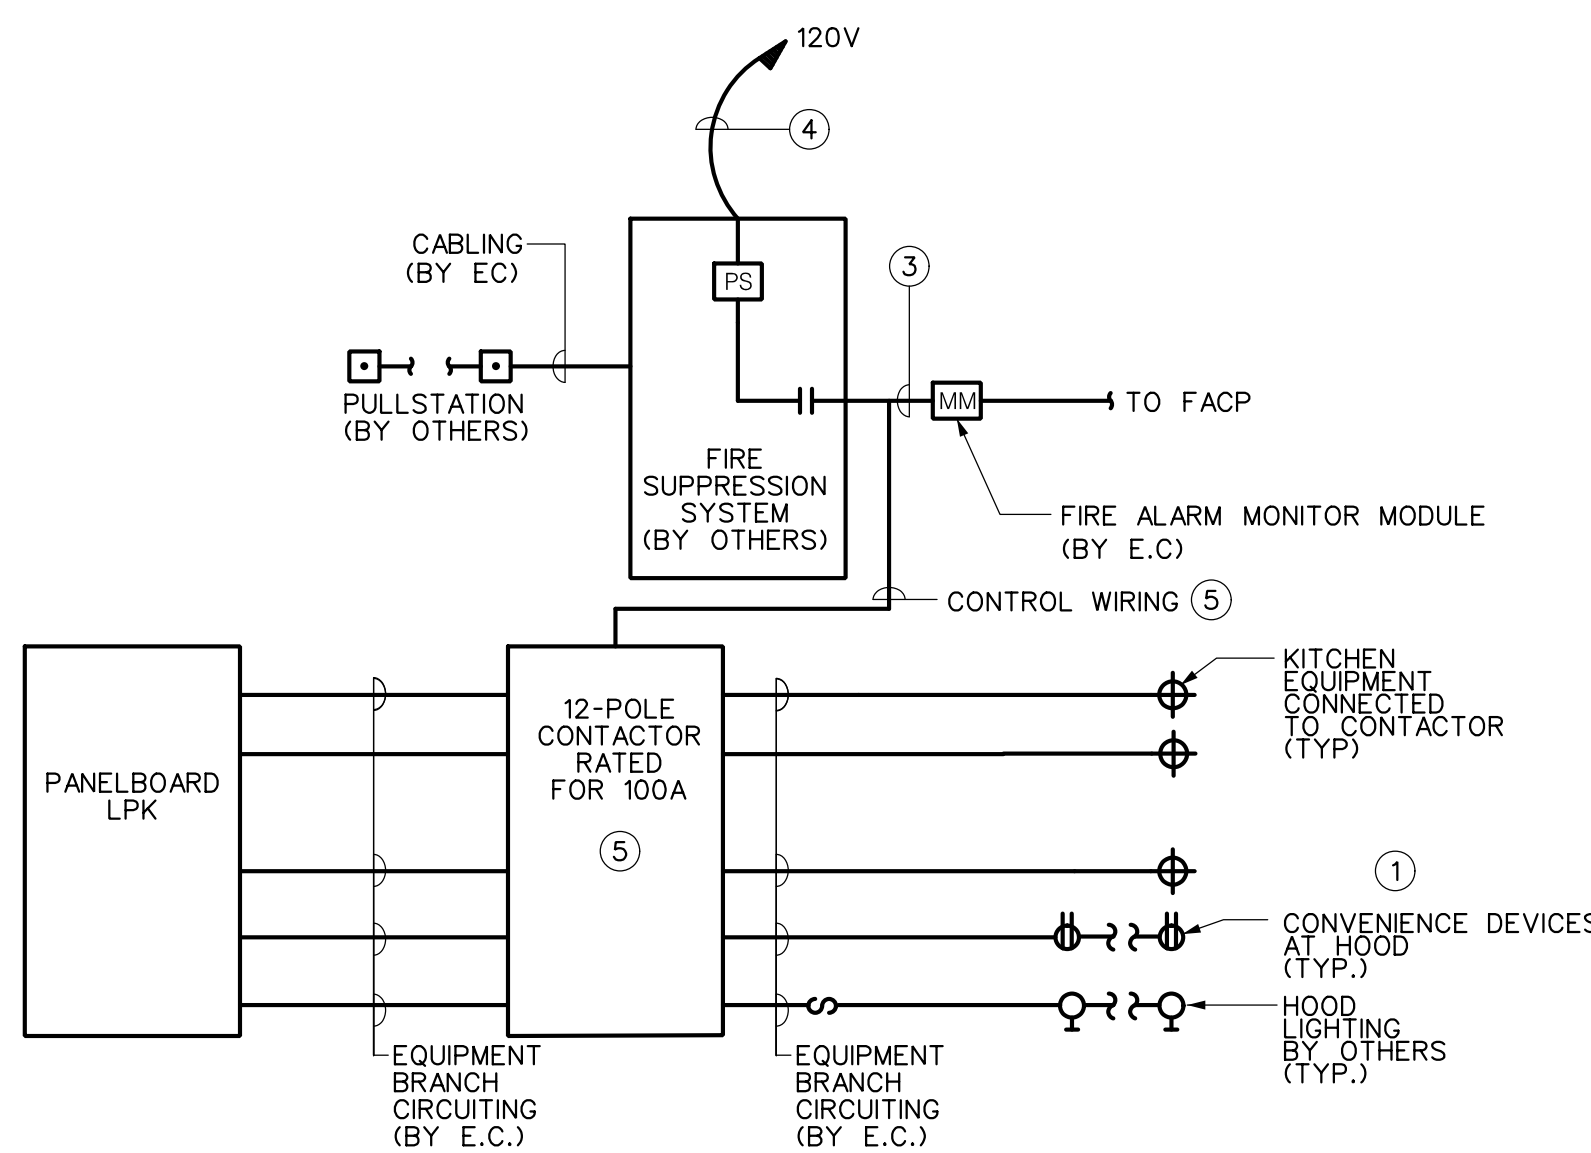 120V
4
CABLING
(BY EC)
3
PS
PULLSTATION
(BY OTHERS)
MM
TO FACP
FIRE
SUPPRESSION
SYSTEM
(BY OTHERS)
FIRE ALARM MONITOR MODULE
(BY E.C)
CONTROL WIRING 5
PANELBOARD
LPK
12-POLE
CONTACTOR
RATED
FOR 100A
5
KITCHEN
EQUIPMENT
CONNECTED
TO CONTACTOR
(TYP)
1
CONVENIENCE DEVICES
AT HOOD
(TYP.)
HOOD
LIGHTING
BY OTHERS
(TYP.)
EQUIPMENT
BRANCH
CIRCUITING
(BY E.C.)
EQUIPMENT
BRANCH
CIRCUITING
(BY E.C.)